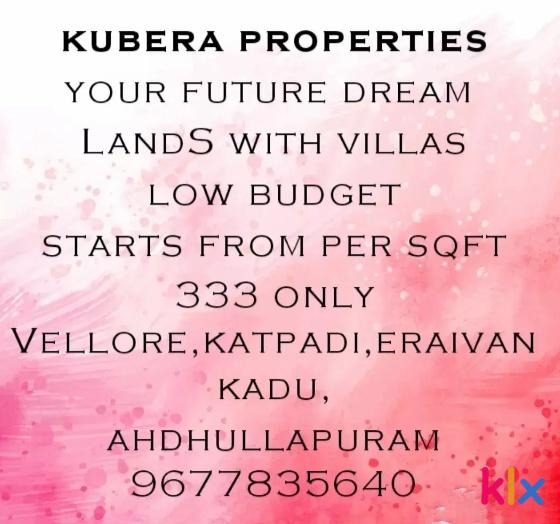 KUBERA PROPERTIES
YOUR FUTURE DREAM
LANDS WITH VILLAS
LOW BUDGET
STARTS FROM PER SQFT
333 ONLY
VELLORE,KATPADI,ERAIVAN
KADU,
AHDHULLAPURAM
9677835640
klx